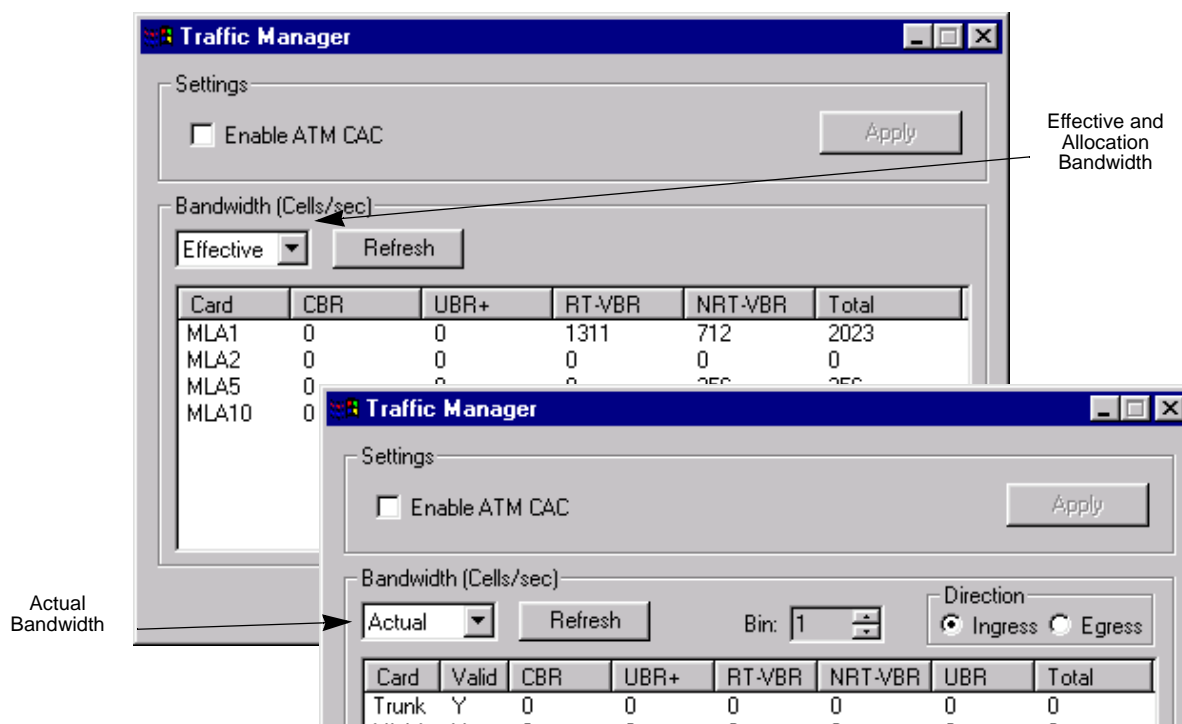 Traffic Manager
Settings
Enable ATM CAC
Apply
Effective and
Allocation
Bandwidth
Bandwidth (Cells/sec)
Effective
Refresh
Card CBR UBR+ RT-VBR NRT-VBR Total
MLA1 0 0 1311 712 2023
MLA2 0 0 0 0 0
MLA5 0 0 0
MLA10 0
Traffic Manager
Settings
Enable ATM CAC
Apply
Actual
Bandwidth
Bandwidth (Cells/sec)
Actual
Refresh
Bin: 1
Direction
Ingress Egress
Card Valid CBR UBR+ RT-VBR NRT-VBR UBR Total
Trunk Y 0 0 0 0 0 0